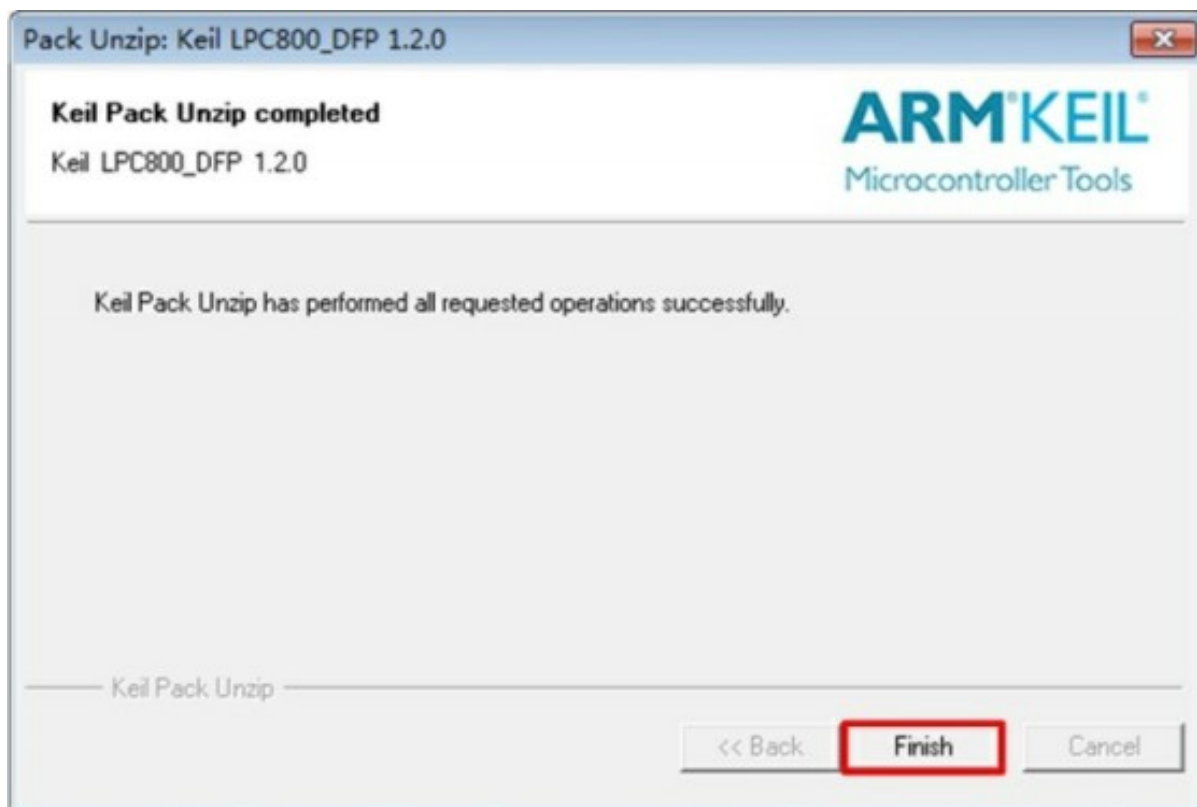 Pack Unzip: Keil LPC800_DFP 1.2.0
Keil Pack Unzip completed
Keil LPC800_DFP 1.2.0
ARM®KEIL®
Microcontroller Tools
Keil Pack Unzip has performed all requested operations successfully.
Keil Pack Unzip
<< Back
Finish
Cancel